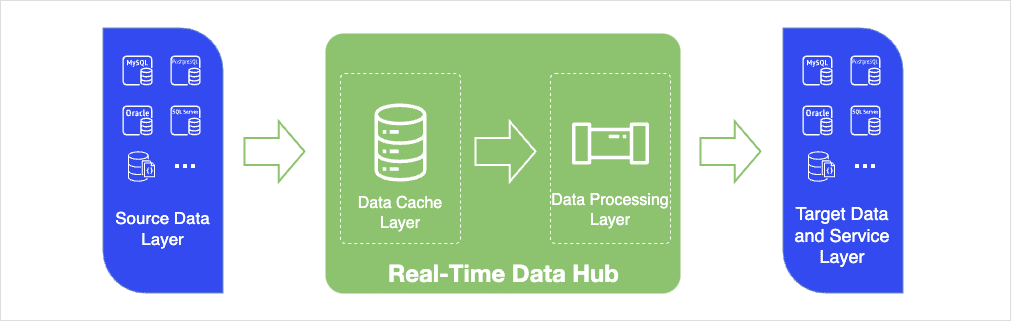 MySQL
PostgreSQL
Oracle
SQL Server
{}
...
Source Data
Layer
Data Cache
Layer
Data Processing
Layer
Real-Time Data Hub
MySQL
PostgreSQL
Oracle
SQL Server
{}
...
Target Data
and Service
Layer